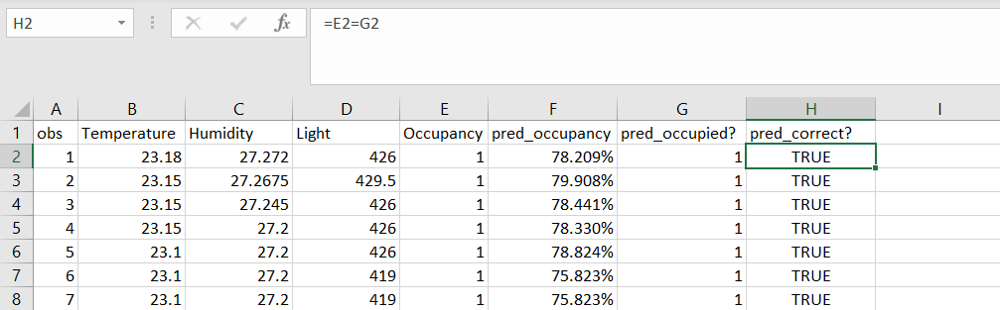 H2 fx =E2=G2
A B C D E F G H I
1 obs Temperature Humidity Light Occupancy pred_occupancy pred_occupied? pred_correct?
2 1 23.18 27.272 426 1 78.209% 1 TRUE
3 2 23.15 27.2675 429.5 1 79.908% 1 TRUE
4 3 23.15 27.245 426 1 78.441% 1 TRUE
5 4 23.15 27.2 426 1 78.330% 1 TRUE
6 5 23.1 27.2 426 1 78.824% 1 TRUE
7 6 23.1 27.2 419 1 75.823% 1 TRUE
8 7 23.1 27.2 419 1 75.823% 1 TRUE